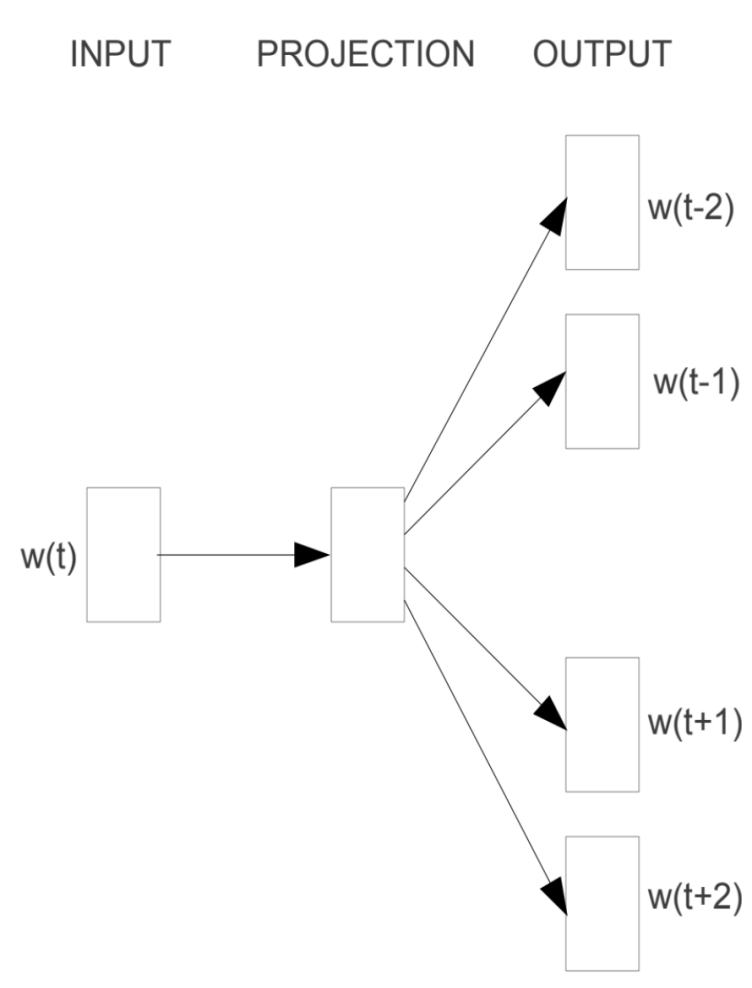 INPUT PROJECTION OUTPUT
w(t-2)
w(t-1)
w(t)
w(t+1)
w(t+2)